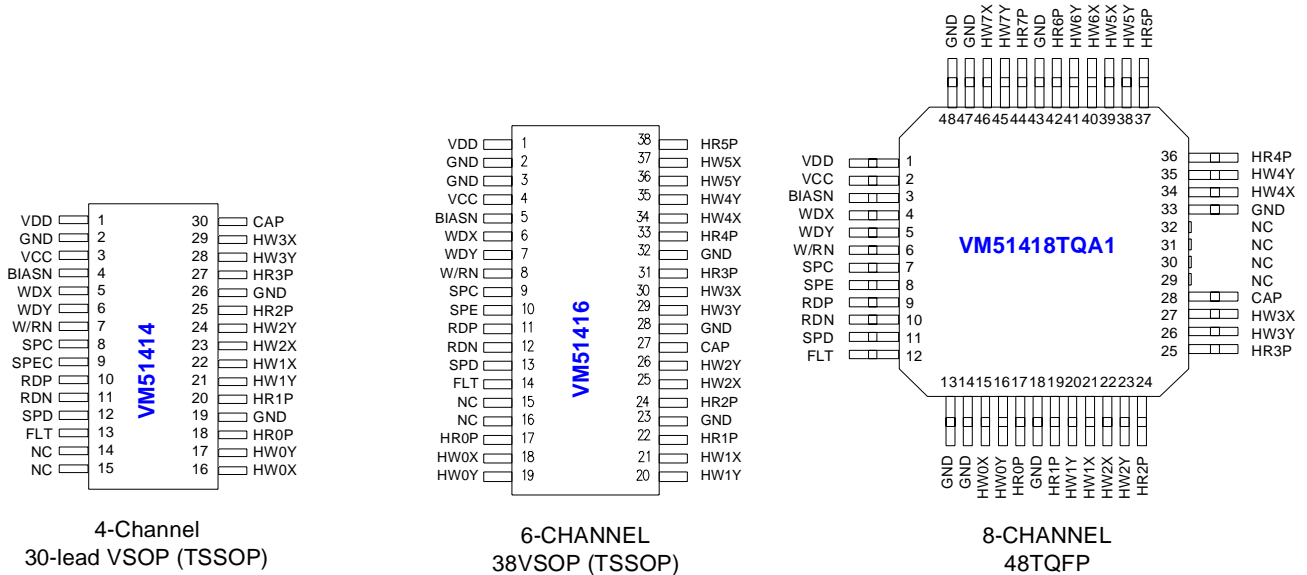 VDD 1 30 CAP
GND 2 29 HW3X
VCC 3 28 HW3Y
BIASN 4 27 HR3P
WDX 5 26 GND
WDY 6 25 HR2P
W/RN 7 24 HW2Y
SPC 8 23 HW2X
SPEC 9 22 HW1X
RDP 10 21 HW1Y
RDN 11 20 HR1P
SPD 12 19 GND
FLT 13 18 HR0P
NC 14 17 HW0Y
NC 15 16 HW0X
VM51414
4-Channel
30-lead VSOP (TSSOP)
VDD 1 38 HR5P
GND 2 37 HW5X
GND 3 36 HW5Y
VCC 4 35 HW4Y
BIASN 5 34 HW4X
WDX 6 33 HR4P
WDY 7 32 GND
W/RN 8 31 HR3P
SPC 9 30 HW3X
SPE 10 29 HW3Y
RDP 11 28 GND
RDN 12 27 CAP
SPD 13 26 HW2Y
FLT 14 25 HW2X
NC 15 24 HR2P
NC 16 23 GND
HR0P 17 22 HR1P
HW0X 18 21 HW1X
HW0Y 19 20 HW1Y
VM51416
6-CHANNEL
38VSOP (TSSOP)
GND GND HW7X HW7Y HR7P GND HR6P HW6Y HW6X HW5X HW5Y HR5P
48 47 46 45 44 43 42 41 40 39 38 37
VDD 1 36 HR4P
VCC 2 35 HW4Y
BIASN 3 34 HW4X
WDX 4 33 GND
WDY 5 32 NC
W/RN 6 31 NC
SPC 7 30 NC
SPE 8 29 NC
RDP 9 28 CAP
RDN 10 27 HW3X
SPD 11 26 HW3Y
FLT 12 25 HR3P
VM51418TQA1
13 14 15 16 17 18 19 20 21 22 23 24
GND GND HW0X HW0Y HR0P GND HR1P HW1Y HW1X HW2X HW2Y HR2P
8-CHANNEL
48TQFP